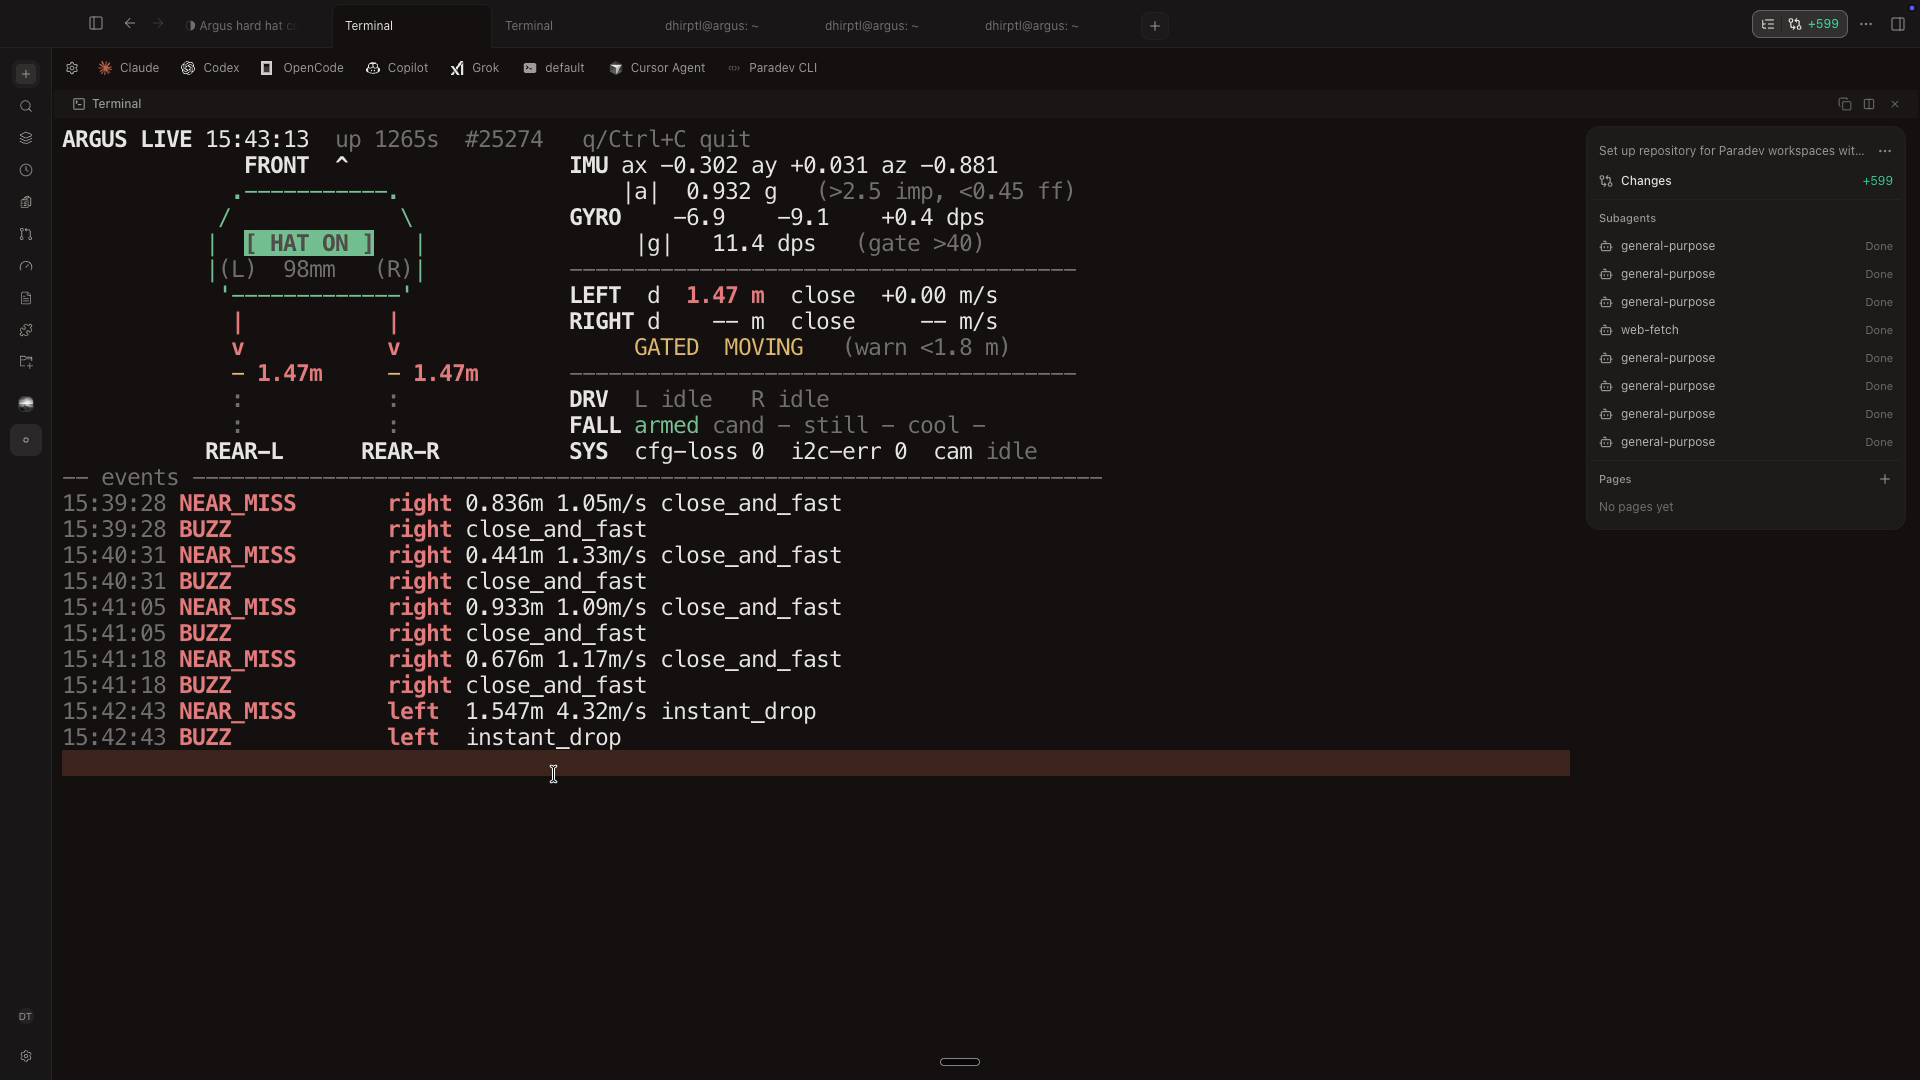 Argus hard hat co
Terminal
Terminal
dhirptl@argus: ~
dhirptl@argus: ~
dhirptl@argus: ~
+599
Claude
Codex
OpenCode
Copilot
Grok
default
Cursor Agent
Paradev CLI
Terminal
ARGUS LIVE 15:43:13  up 1265s  #25274   q/Ctrl+C quit
FRONT  ^
IMU ax -0.302 ay +0.031 az -0.881
.-----------.
|a|  0.932 g   (>2.5 imp, <0.45 ff)
/             \
GYRO    -6.9    -9.1    +0.4 dps
|  [ HAT ON ]   |
|g|   11.4 dps   (gate >40)
|(L)  98mm   (R)|
---------------------------------------
'-------------'
LEFT  d  1.47 m  close  +0.00 m/s
|           |
RIGHT d    -- m  close     -- m/s
v           v
GATED  MOVING   (warn <1.8 m)
- 1.47m     - 1.47m
---------------------------------------
:           :
DRV  L idle   R idle
:           :
FALL armed cand - still - cool -
REAR-L      REAR-R
SYS  cfg-loss 0  i2c-err 0  cam idle
-- events ----------------------------------------------------------------------
15:39:28 NEAR_MISS       right 0.836m 1.05m/s close_and_fast
15:39:28 BUZZ            right close_and_fast
15:40:31 NEAR_MISS       right 0.441m 1.33m/s close_and_fast
15:40:31 BUZZ            right close_and_fast
15:41:05 NEAR_MISS       right 0.933m 1.09m/s close_and_fast
15:41:05 BUZZ            right close_and_fast
15:41:18 NEAR_MISS       right 0.676m 1.17m/s close_and_fast
15:41:18 BUZZ            right close_and_fast
15:42:43 NEAR_MISS       left  1.547m 4.32m/s instant_drop
15:42:43 BUZZ            left  instant_drop
Set up repository for Paradev workspaces wit...
Changes +599
Subagents
general-purpose Done
general-purpose Done
general-purpose Done
web-fetch Done
general-purpose Done
general-purpose Done
general-purpose Done
general-purpose Done
Pages
No pages yet
DT